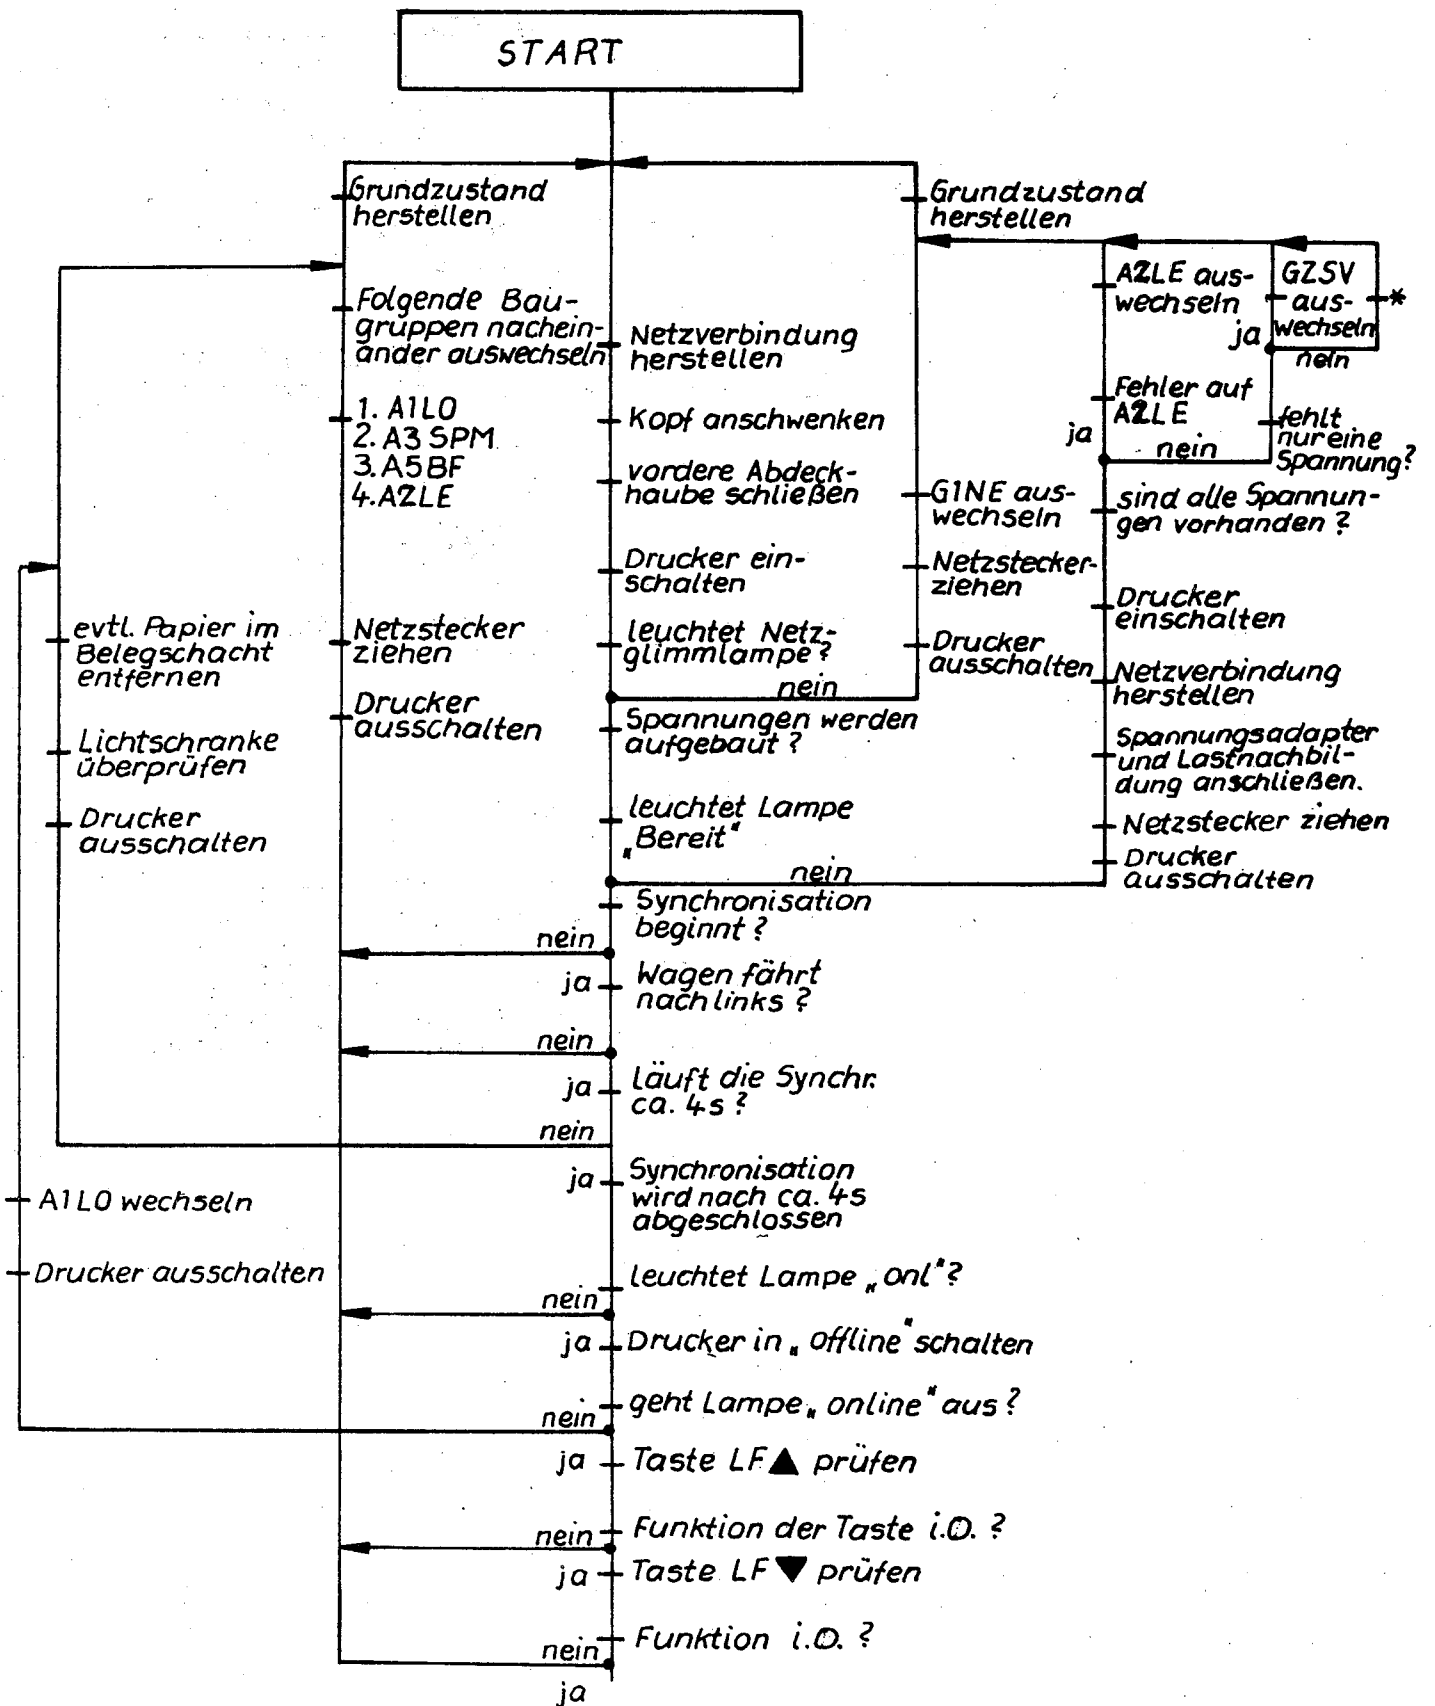 START
Grundzustand
herstellen
Folgende Bau-
gruppen nachein-
ander auswechseln
1. A1L0
2. A3 SPM
3. A5BF
4. A2LE
Netzstecker
ziehen
Drucker
ausschalten
evtl. Papier im
Belegschacht
entfernen
Lichtschranke
überprüfen
Drucker
ausschalten
A1L0 wechseln
Drucker ausschalten
Netzverbindung
herstellen
Kopf anschwenken
vordere Abdeck-
haube schließen
Drucker ein-
schalten
leuchtet Netz-
glimmlampe?
nein
Spannungen werden
aufgebaut?
leuchtet Lampe
„Bereit"
nein
Synchronisation
beginnt?
nein
ja
Wagen fährt
nach links?
nein
ja
Läuft die Synchr.
ca. 4s?
nein
ja
Synchronisation
wird nach ca. 4s
abgeschlossen
leuchtet Lampe „onl"?
nein
ja
Drucker in „offline" schalten
geht Lampe „online" aus?
nein
ja
Taste LF ▲ prüfen
Funktion der Taste i.O.?
nein
ja
Taste LF ▼ prüfen
Funktion i.O.?
nein
ja
Grundzustand
herstellen
G1NE aus-
wechseln
Netzstecker-
ziehen
Drucker
ausschalten
A2LE aus-
wechseln
Fehler auf
A2LE
ja
nein
GZSV
aus-
wechseln
*
ja
nein
fehlt
nur eine
Spannung?
sind alle Spannun-
gen vorhanden?
Drucker
einschalten
Netzverbindung
herstellen
Spannungsadapter
und Lastnachbil-
dung anschließen.
Netzstecker ziehen
Drucker
ausschalten